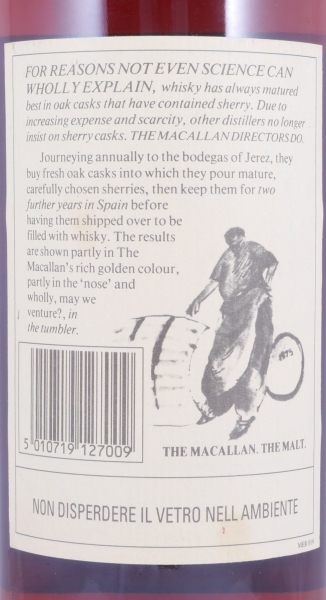 FOR REASONS NOT EVEN SCIENCE CAN
WHOLLY EXPLAIN, whisky has always matured
best in oak casks that have contained sherry. Due to
increasing expense and scarcity, other distillers no longer
insist on sherry casks. THE MACALLAN DIRECTORS DO.
Journeying annually to the bodegas of Jerez, they
buy fresh oak casks into which they pour mature,
carefully chosen sherries, then keep them for two
further years in Spain before
having them shipped over to be
filled with whisky. The results
are shown partly in The
Macallan's rich golden colour,
partly in the 'nose' and
wholly, may we
venture?, in
the tumbler.
5 010719 127009
THE MACALLAN. THE MALT.
NON DISPERDERE IL VETRO NELL AMBIENTE